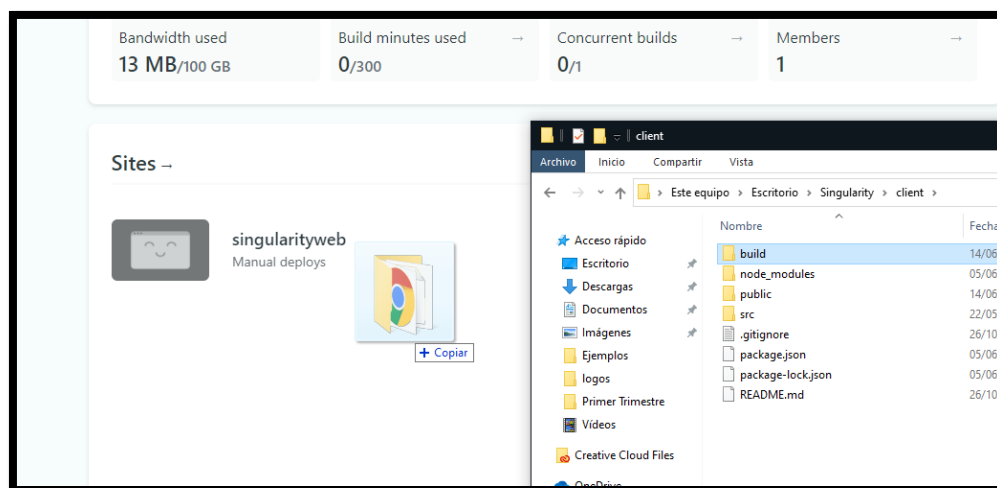 Bandwidth used
13 MB/100 GB
Build minutes used →
0/300
Concurrent builds →
0/1
Members →
1
Sites →
singularityweb
Manual deploys
+ Copiar
client
Archivo Inicio Compartir Vista
Este equipo > Escritorio > Singularity > client >
Acceso rápido
Escritorio
Descargas
Documentos
Imágenes
Ejemplos
logos
Primer Trimestre
Vídeos
Creative Cloud Files
OneDrive
Nombre Fecha
build 14/06
node_modules 05/06
public 14/06
src 22/05
.gitignore 26/10
package.json 05/06
package-lock.json 05/06
README.md 26/10